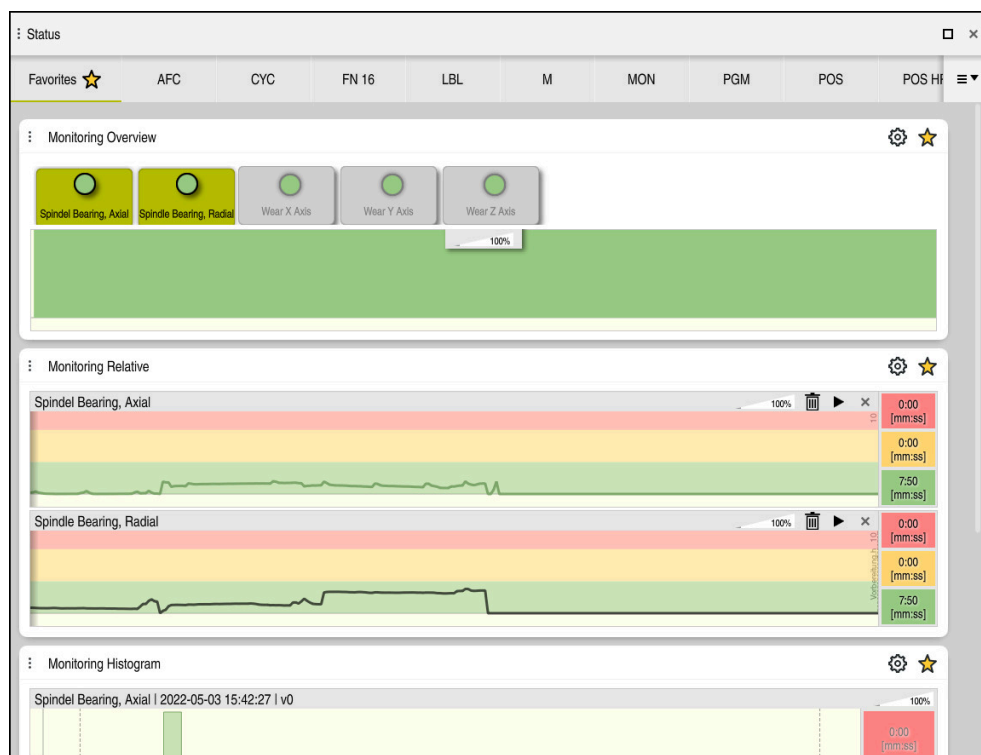 Status
Favorites AFC CYC FN 16 LBL M MON PGM POS POS
Monitoring Overview
Spindel Bearing, Axial Spindle Bearing, Radial Wear X Axis Wear Y Axis Wear Z Axis
100%
Monitoring Relative
Spindel Bearing, Axial 100%
0:00
[mm:ss]
10
0:00
[mm:ss]
7:50
[mm:ss]
Spindle Bearing, Radial 100%
0:00
[mm:ss]
Vorbereitung.h 10
0:00
[mm:ss]
7:50
[mm:ss]
Monitoring Histogram
Spindel Bearing, Axial | 2022-05-03 15:42:27 | v0 100%
0:00
[mm:ss]